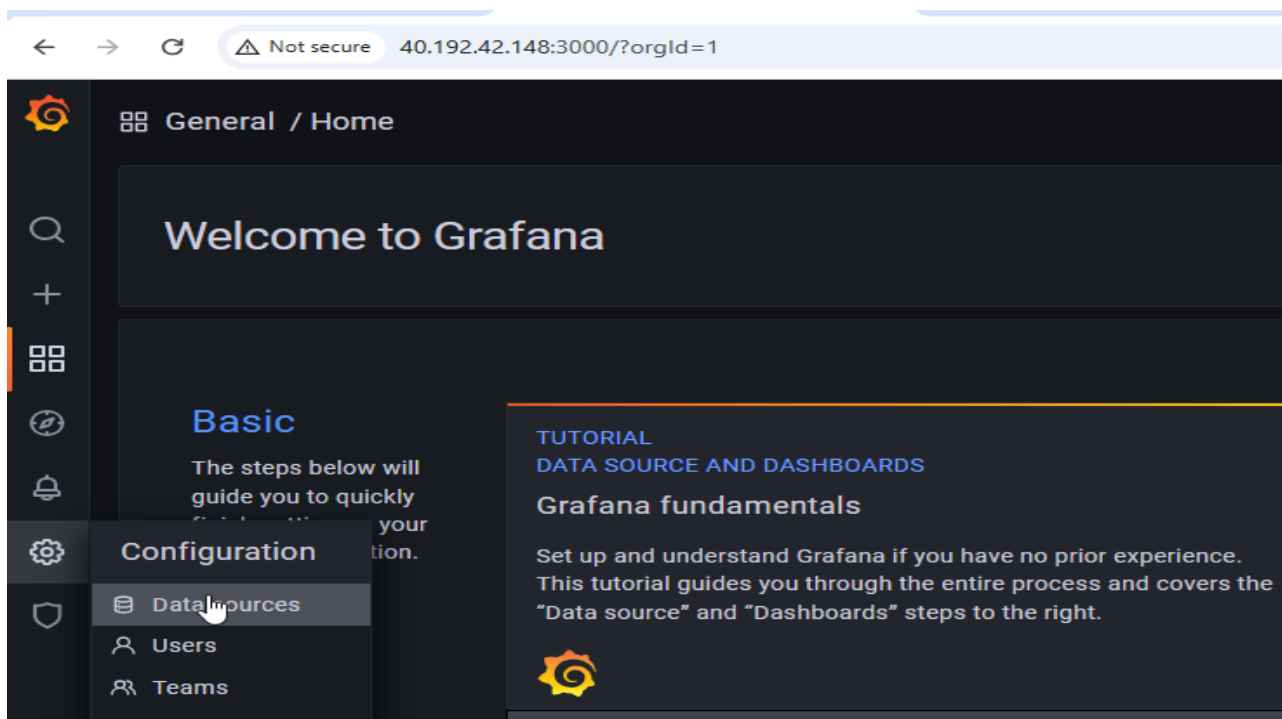 Not secure 40.192.42.148:3000/?orgId=1
General / Home
Welcome to Grafana
Basic
The steps below will
guide you to quickly
your
tion.
TUTORIAL
DATA SOURCE AND DASHBOARDS
Grafana fundamentals
Set up and understand Grafana if you have no prior experience.
This tutorial guides you through the entire process and covers the
“Data source” and “Dashboards” steps to the right.
Configuration
Data sources
Users
Teams